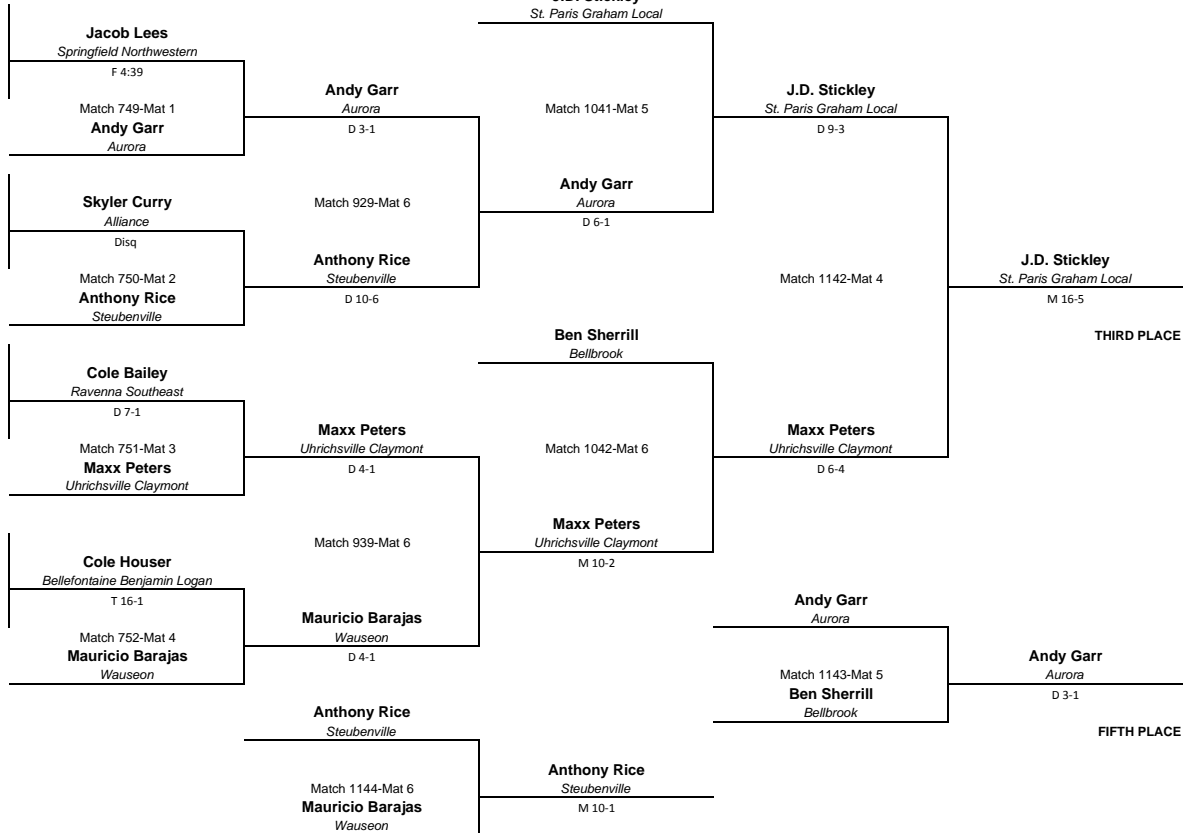 J.D. Stickley
St. Paris Graham Local
Jacob Lees
Springfield Northwestern
F 4:39
Match 749-Mat 1
Andy Garr
Aurora
Andy Garr
Aurora
D 3-1
Match 1041-Mat 5
J.D. Stickley
St. Paris Graham Local
D 9-3
Skyler Curry
Alliance
Disq
Match 750-Mat 2
Anthony Rice
Steubenville
Match 929-Mat 6
Anthony Rice
Steubenville
D 10-6
Andy Garr
Aurora
D 6-1
Match 1142-Mat 4
J.D. Stickley
St. Paris Graham Local
M 16-5
THIRD PLACE
Cole Bailey
Ravenna Southeast
D 7-1
Match 751-Mat 3
Maxx Peters
Uhrichsville Claymont
Maxx Peters
Uhrichsville Claymont
D 4-1
Ben Sherrill
Bellbrook
Match 1042-Mat 6
Maxx Peters
Uhrichsville Claymont
D 6-4
Match 939-Mat 6
Maxx Peters
Uhrichsville Claymont
M 10-2
Cole Houser
Bellefontaine Benjamin Logan
T 16-1
Match 752-Mat 4
Mauricio Barajas
Wauseon
Mauricio Barajas
Wauseon
D 4-1
Andy Garr
Aurora
Match 1143-Mat 5
Ben Sherrill
Bellbrook
Andy Garr
Aurora
D 3-1
FIFTH PLACE
Anthony Rice
Steubenville
Match 1144-Mat 6
Mauricio Barajas
Wauseon
Anthony Rice
Steubenville
M 10-1